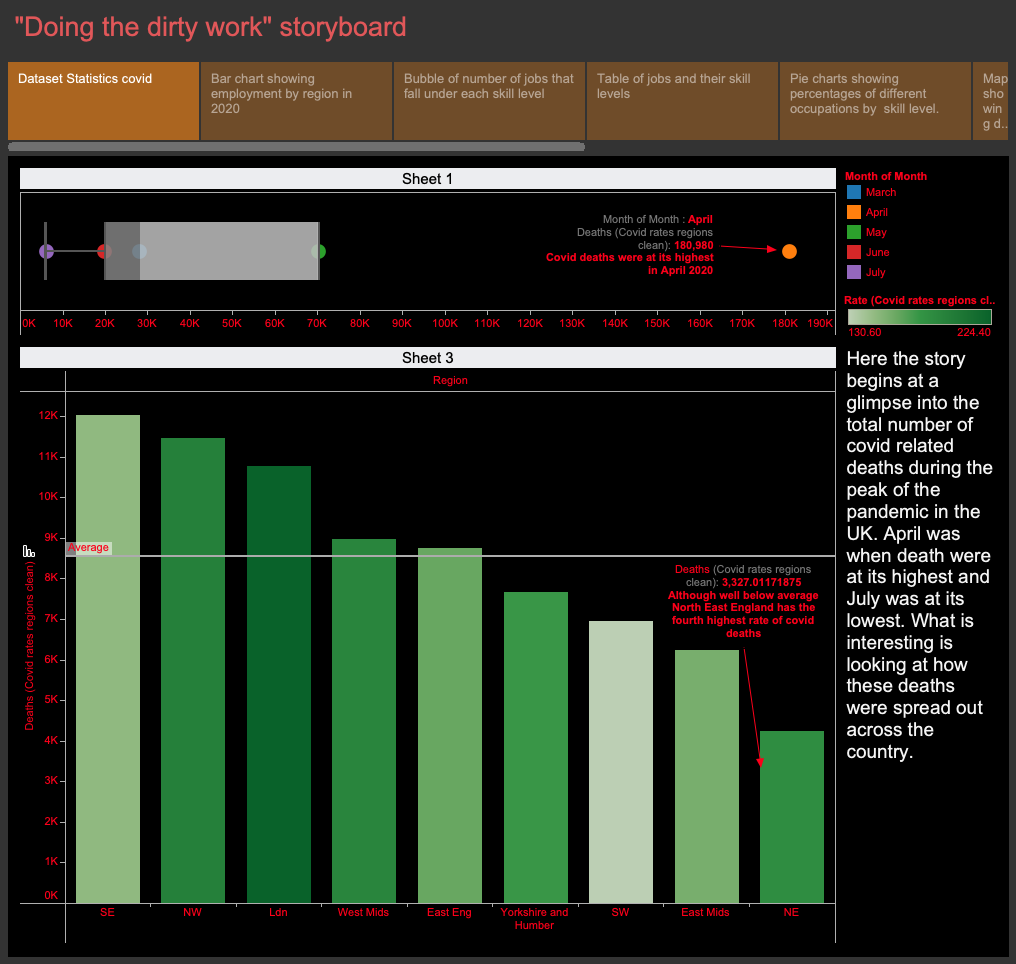 "Doing the dirty work" storyboard
Dataset Statistics covid
Bar chart showing
employment by region in
2020
Bubble of number of jobs that
fall under each skill level
Table of jobs and their skill
levels
Pie charts showing
percentages of different
occupations by  skill level.
Map
sho
win
g d..
Sheet 1
Month of Month : April
Deaths (Covid rates regions
clean): 180,980
Covid deaths were at its highest
in April 2020
0K 10K 20K 30K 40K 50K 60K 70K 80K 90K 100K 110K 120K 130K 140K 150K 160K 170K 180K 190K
Month of Month
March
April
May
June
July
Rate (Covid rates regions cl..
130.60 224.40
Sheet 3
Region
12K
11K
10K
9K
8K
7K
6K
5K
4K
3K
2K
1K
0K
Deaths (Covid rates regions clean)
Average
Deaths (Covid rates regions
clean): 3,327.01171875
Although well below average
North East England has the
fourth highest rate of covid
deaths
SE NW Ldn West Mids East Eng Yorkshire and SW East Mids NE
Humber
Here the story
begins at a
glimpse into the
total number of
covid related
deaths during the
peak of the
pandemic in the
UK. April was
when death were
at its highest and
July was at its
lowest. What is
interesting is
looking at how
these deaths
were spread out
across the
country.